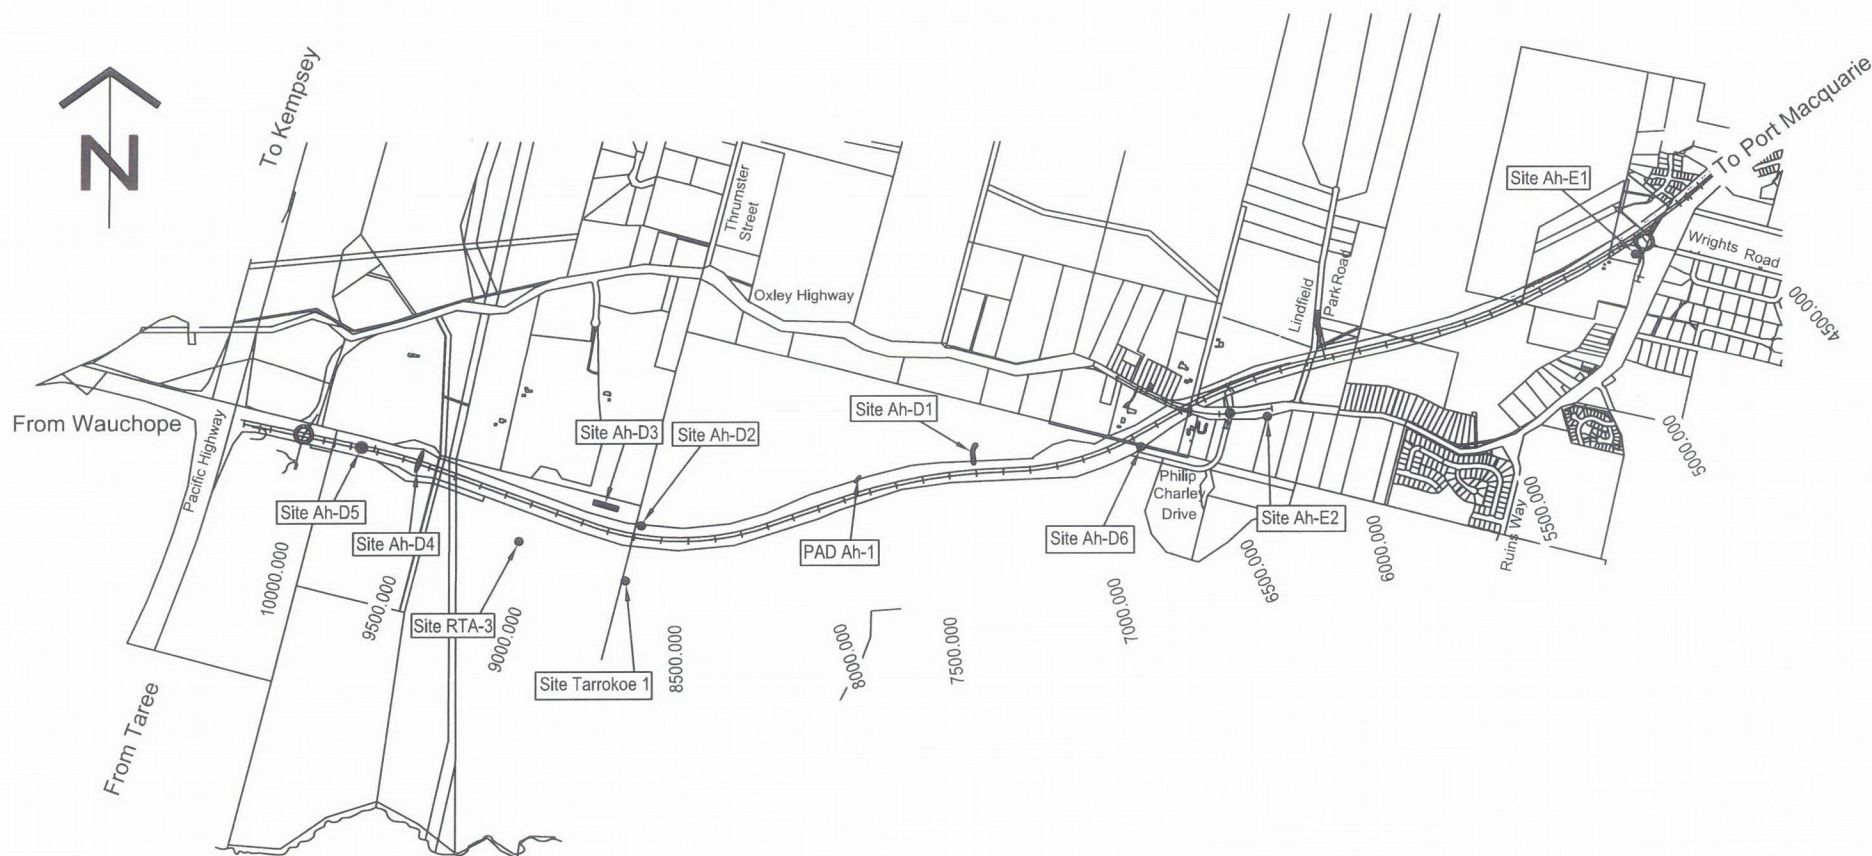 N
To Kempsey
Thrumster
Street
Oxley Highway
Lindfield
Park Road
Site Ah-E1
To Port Macquarie
Wrights Road
4500.000
From Wauchope
Pacific Highway
Site Ah-D5
Site Ah-D4
Site Ah-D3
Site Ah-D2
Site Ah-D1
PAD Ah-1
Site Ah-D6
Philip
Charley
Drive
Site Ah-E2
Ruins Way
5000.000
5500.000
6000.000
6500.000
7000.000
7500.000
8000.000
8500.000
9000.000
9500.000
10000.000
Site RTA-3
Site Tarrokoe 1
From Taree